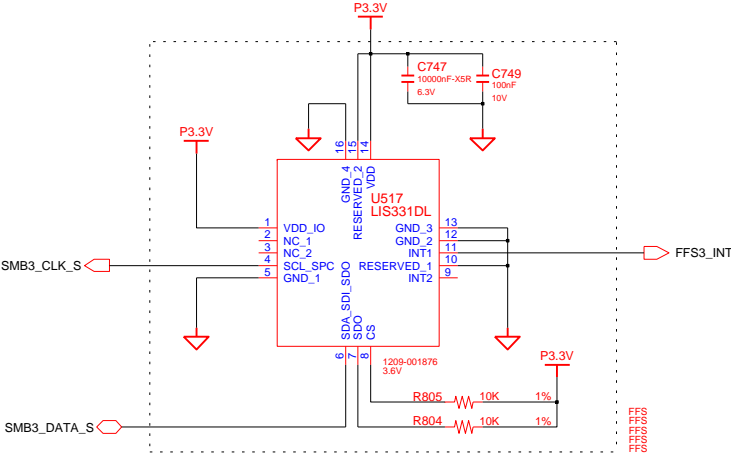 P3.3V
C747
10000nF-X5R
6.3V
C749
100nF
10V
P3.3V
16
15
14
GND_4
RESERVED_2
VDD
U517
LIS331DL
1 VDD_IO
2 NC_1
3 NC_2
4 SCL_SPC
5 GND_1
GND_3 13
GND_2 12
INT1 11
RESERVED_1 10
INT2 9
SMB3_CLK_S
FFS3_INT
SDA_SDI_SDO
SDO
CS
6
7
8
1209-001876
3.6V
P3.3V
R805 10K 1%
R804 10K 1%
SMB3_DATA_S
FFS
FFS
FFS
FFS
FFS